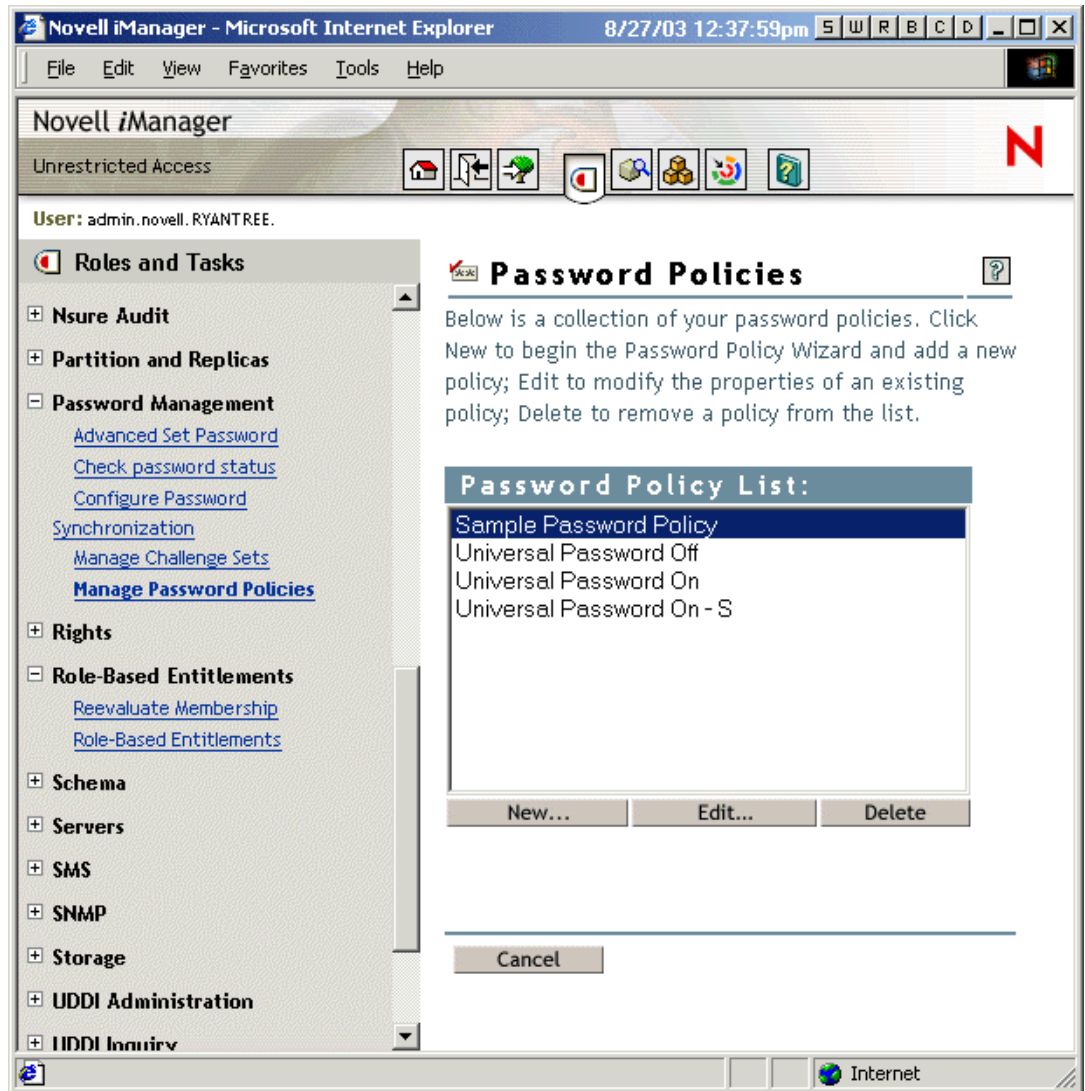 Novell iManager - Microsoft Internet Explorer 8/27/03 12:37:59pm S W R B C D
File Edit View Favorites Tools Help
Novell iManager
Unrestricted Access
N
User: admin.novell.RYANTREE.
Roles and Tasks
Nsure Audit
Partition and Replicas
Password Management
Advanced Set Password
Check password status
Configure Password
Synchronization
Manage Challenge Sets
Manage Password Policies
Rights
Role-Based Entitlements
Reevaluate Membership
Role-Based Entitlements
Schema
Servers
SMS
SNMP
Storage
UDDI Administration
UDDI Inquiry
Password Policies
?
Below is a collection of your password policies. Click
New to begin the Password Policy Wizard and add a new
policy; Edit to modify the properties of an existing
policy; Delete to remove a policy from the list.
Password Policy List:
Sample Password Policy
Universal Password Off
Universal Password On
Universal Password On - S
New... Edit... Delete
Cancel
Internet